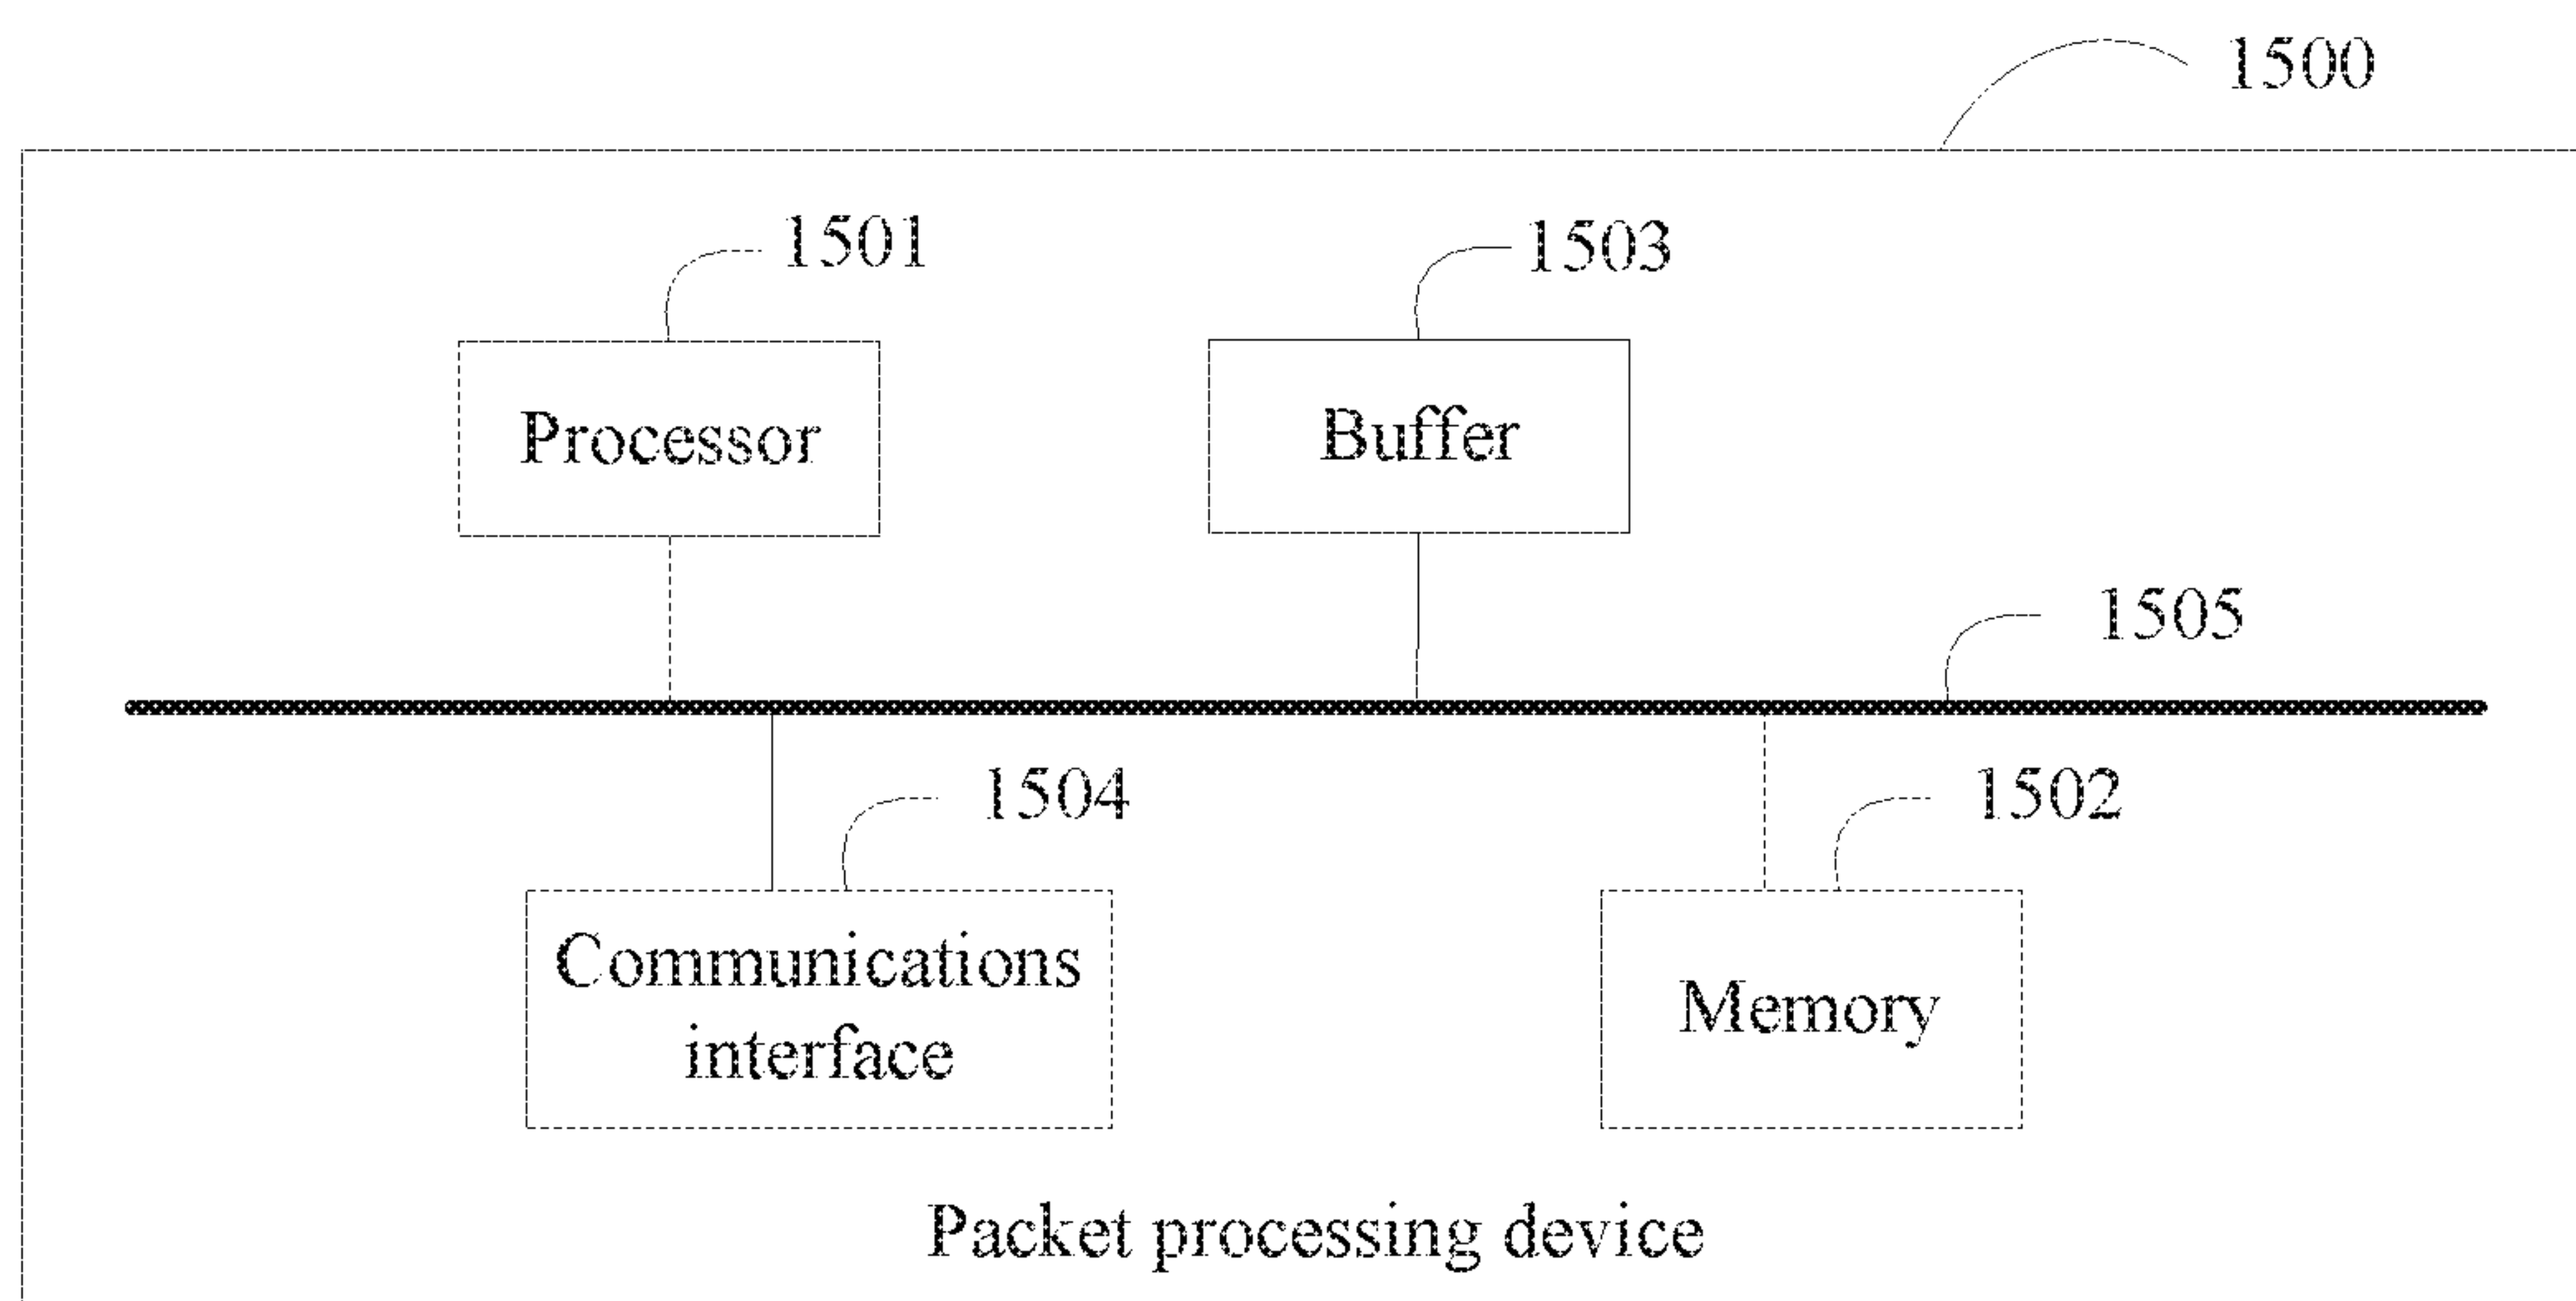 1500
1501
1503
Processor
Buffer
1505
1504
1502
Communications
interface
Memory
Packet processing device